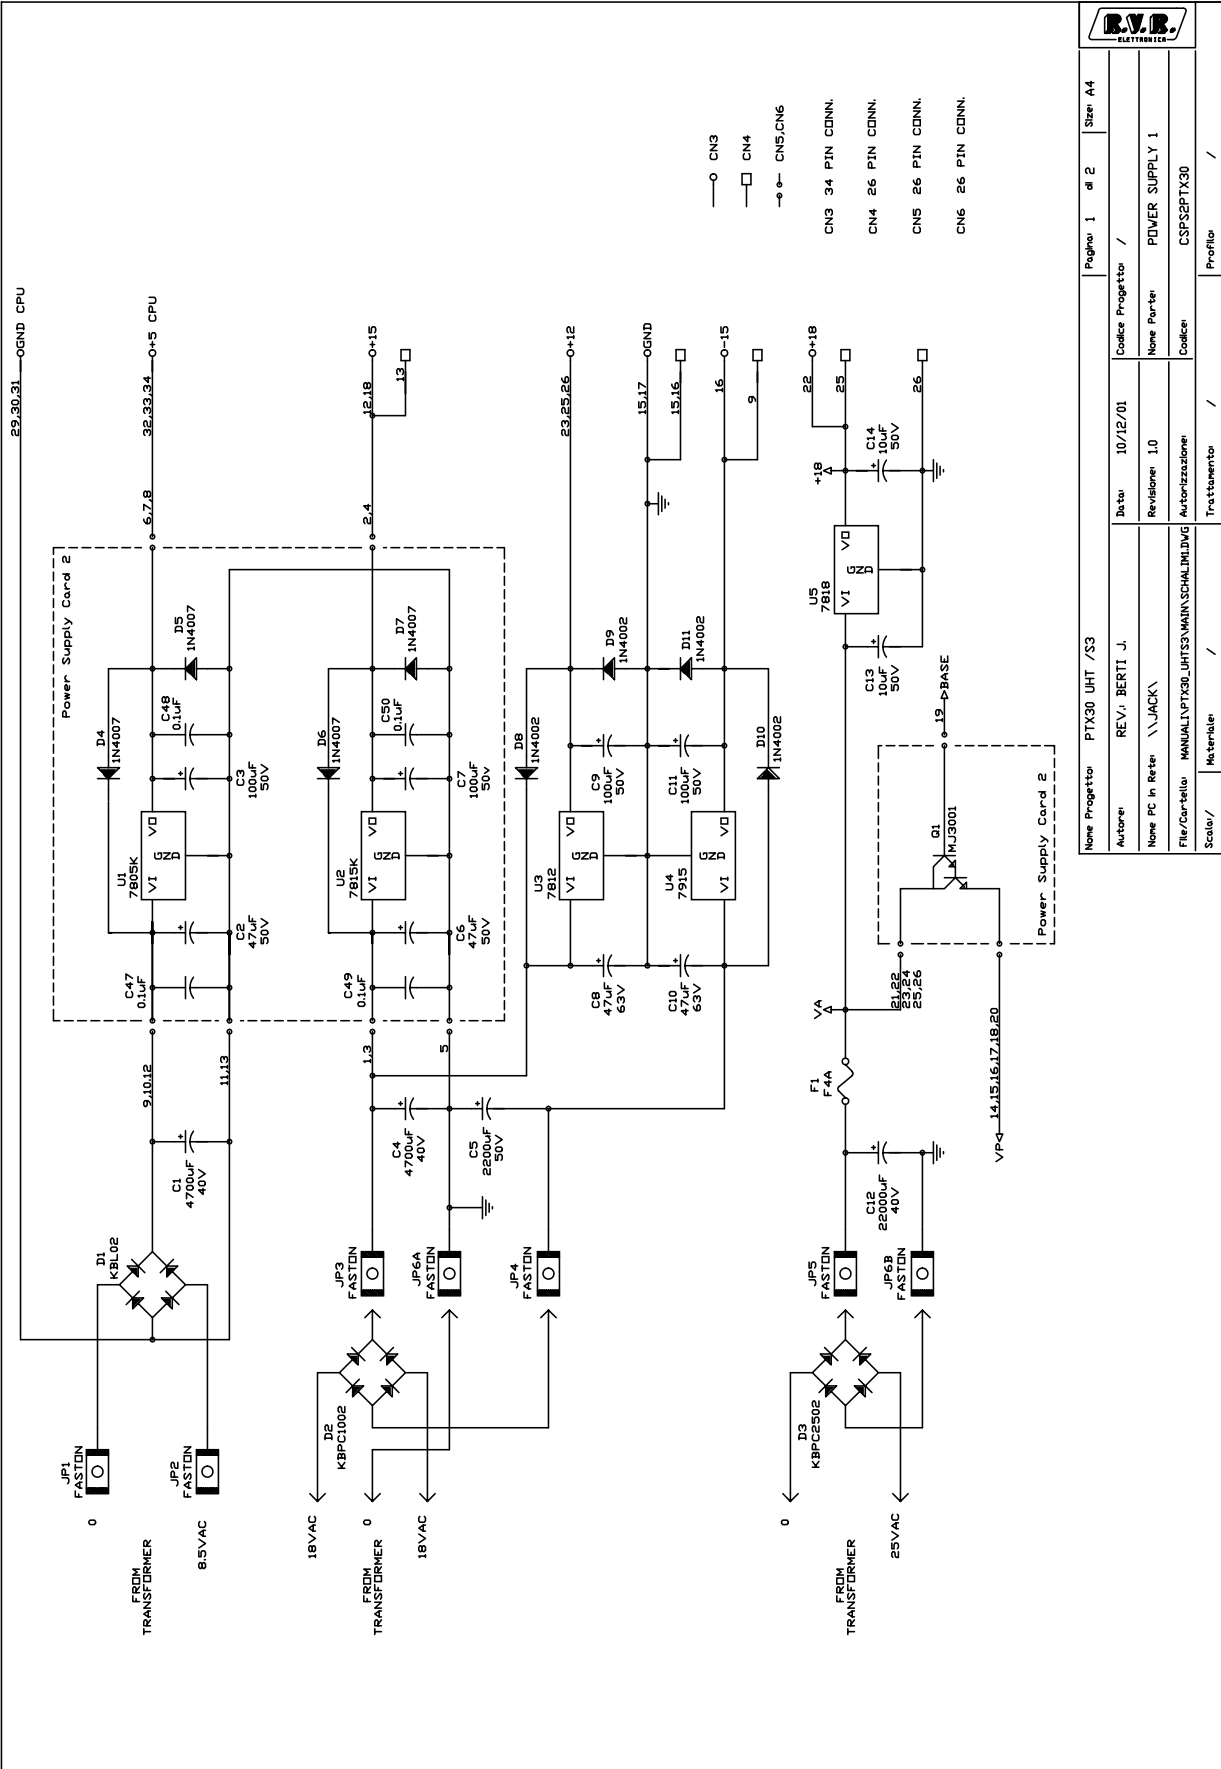 GND CPU
29,30,31
+5 CPU
32,33,34
6,7,8
Power Supply Card 2
D4
1N4007
D5
1N4007
C48
0.1uF
C3
100uF
50V
U1
7805K
VI
VO
GND
C2
47uF
50V
C47
0.1uF
9,10,12
11,13
C1
4700uF
40V
D1
KBL02
JP1
FASTON
JP2
FASTON
0
8.5VAC
FROM
TRANSFORMER
+15
12,18
13
2,4
D6
1N4007
D7
1N4007
C50
0.1uF
C7
100uF
50V
U2
7815K
VI
VO
GND
C6
47uF
50V
C49
0.1uF
1,3
5
C4
4700uF
40V
C5
2200uF
50V
JP3
FASTON
JP6A
FASTON
JP4
FASTON
D2
KBPC1002
18VAC
0
18VAC
FROM
TRANSFORMER
+12
23,25,26
GND
15,17
15,16
-15
16
9
D8
1N4002
D9
1N4002
D11
1N4002
D10
1N4002
C9
100uF
50V
C11
100uF
50V
U3
7812
VI
VO
GND
U4
7915
VI
VO
GND
C8
47uF
63V
C10
47uF
63V
+18
22
25
26
+18
C14
10uF
50V
U5
7818
VI
VO
GND
C13
10uF
50V
BASE
19
Q1
MJ3001
Power Supply Card 2
21,22
23,24
25,26
14,15,16,17,18,20
VA
VP
F1
F4A
C12
22000uF
40V
JP5
FASTON
JP6B
FASTON
D3
KBPC2502
0
25VAC
FROM
TRANSFORMER
CN3
CN4
CN5,CN6
CN3 34 PIN CONN.
CN4 26 PIN CONN.
CN5 26 PIN CONN.
CN6 26 PIN CONN.
R.V.R.
ELETTRONICA
Nome Progetto: PTX30 UHT /S3 Pagina: 1 di 2 Size: A4
Autore: REV.: BERTI J. Data: 10/12/01 Codice Progetto: /
Nome PC in Rete: \\JACK\ Revisione: 1.0 Nome Parte: POWER SUPPLY 1
File/Cartella: MANUALI\PTX30_UHTS3\MAIN\SCHALIM1.DWG Autorizzazione: Codice: CSPS2PTX30
Scala: / Materiale: / Trattamento: / Profilo: /